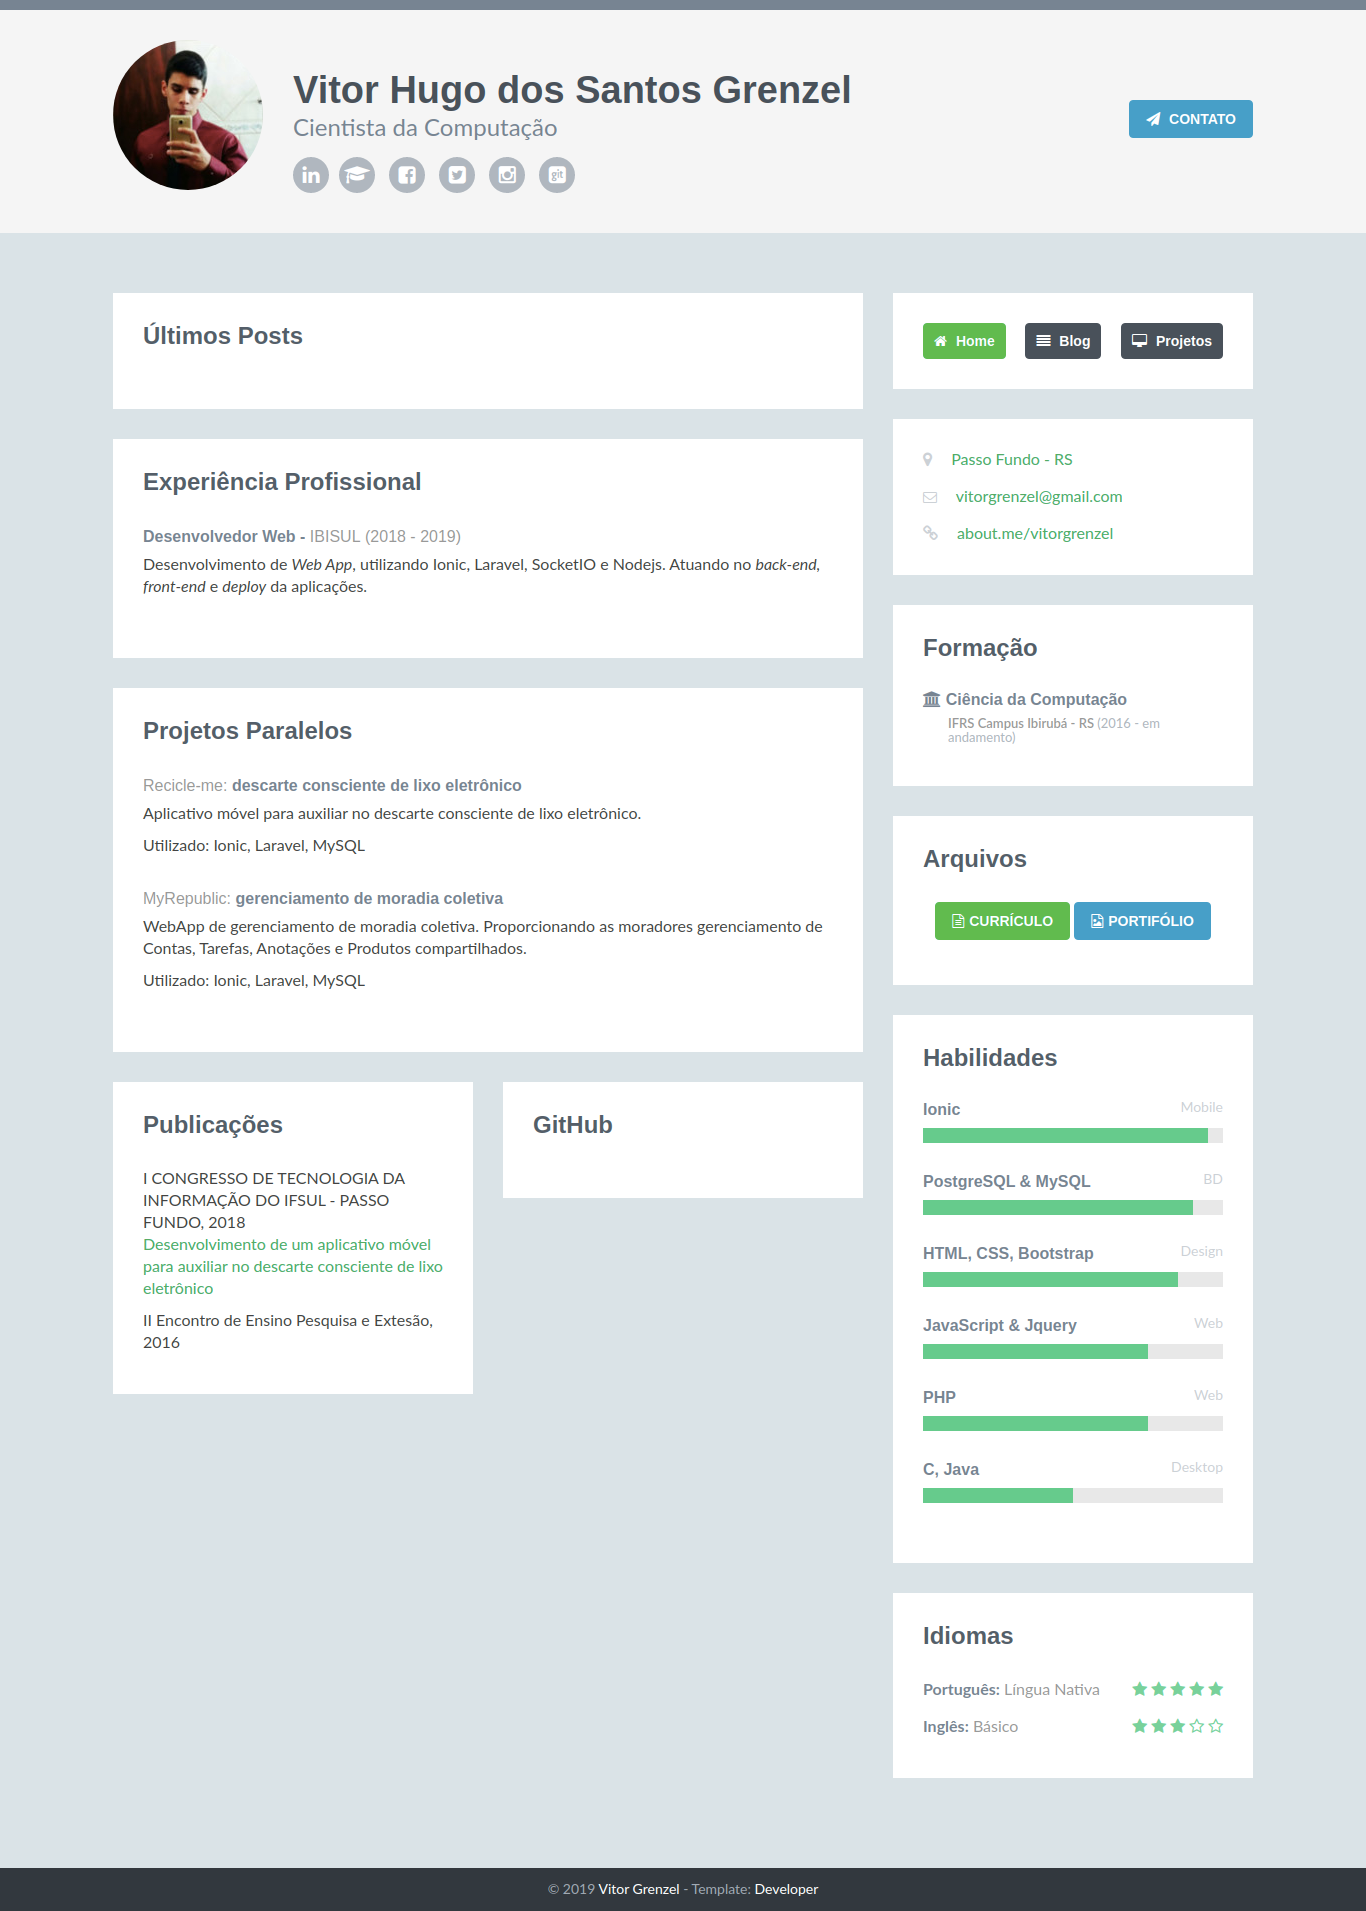 Vitor Hugo dos Santos Grenzel
Cientista da Computação
CONTATO
in
git
Últimos Posts
Experiência Profissional
Desenvolvedor Web - IBISUL (2018 - 2019)
Desenvolvimento de Web App, utilizando Ionic, Laravel, SocketIO e Nodejs. Atuando no back-end,
front-end e deploy da aplicações.
Projetos Paralelos
Recicle-me: descarte consciente de lixo eletrônico
Aplicativo móvel para auxiliar no descarte consciente de lixo eletrônico.
Utilizado: Ionic, Laravel, MySQL
MyRepublic: gerenciamento de moradia coletiva
WebApp de gerenciamento de moradia coletiva. Proporcionando as moradores gerenciamento de
Contas, Tarefas, Anotações e Produtos compartilhados.
Utilizado: Ionic, Laravel, MySQL
Publicações
I CONGRESSO DE TECNOLOGIA DA
INFORMAÇÃO DO IFSUL - PASSO
FUNDO, 2018
Desenvolvimento de um aplicativo móvel
para auxiliar no descarte consciente de lixo
eletrônico
II Encontro de Ensino Pesquisa e Extesão,
2016
GitHub
Home
Blog
Projetos
Passo Fundo - RS
vitorgrenzel@gmail.com
about.me/vitorgrenzel
Formação
Ciência da Computação
IFRS Campus Ibirubá - RS (2016 - em
andamento)
Arquivos
CURRÍCULO
PORTIFÓLIO
Habilidades
Ionic Mobile
PostgreSQL & MySQL BD
HTML, CSS, Bootstrap Design
JavaScript & Jquery Web
PHP Web
C, Java Desktop
Idiomas
Português: Língua Nativa
Inglês: Básico
© 2019 Vitor Grenzel - Template: Developer